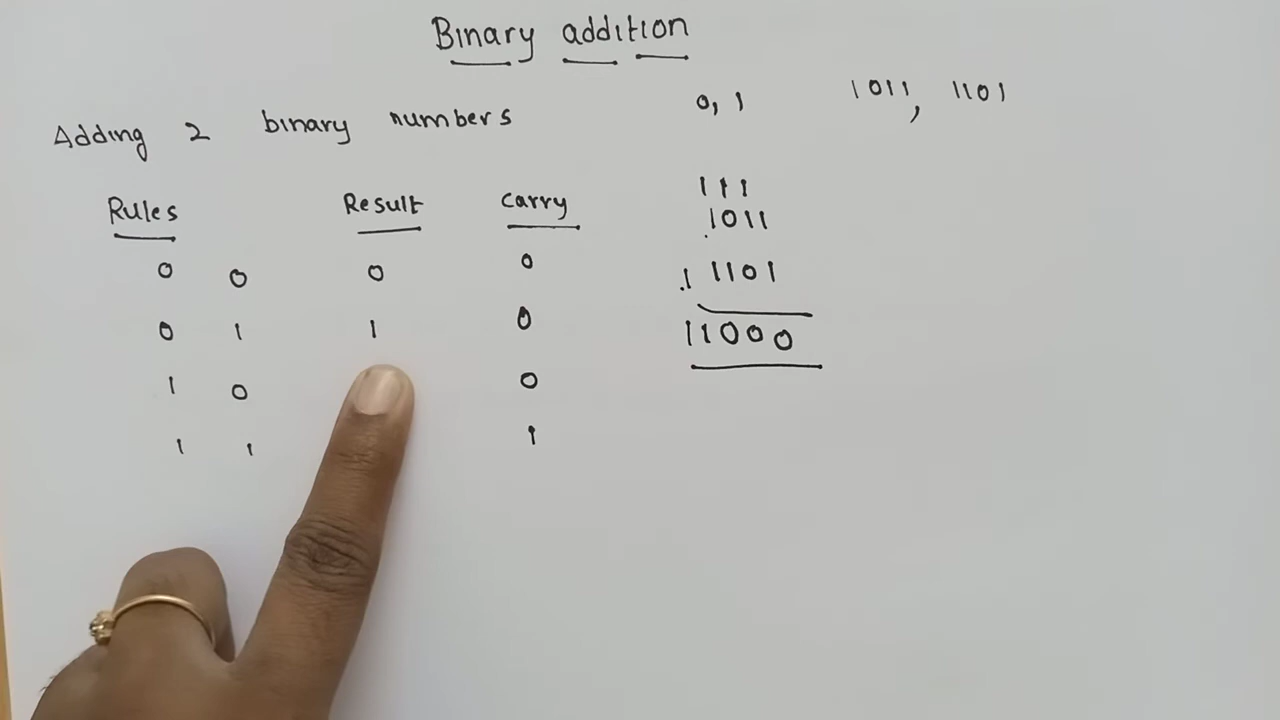 Binary addition
Adding 2 binary numbers
0, 1 1011, 1101
Rules Result Carry
0 0 0 0
0 1 1 0
1 0 0
1 1 1
111
1011
1 1101
11000